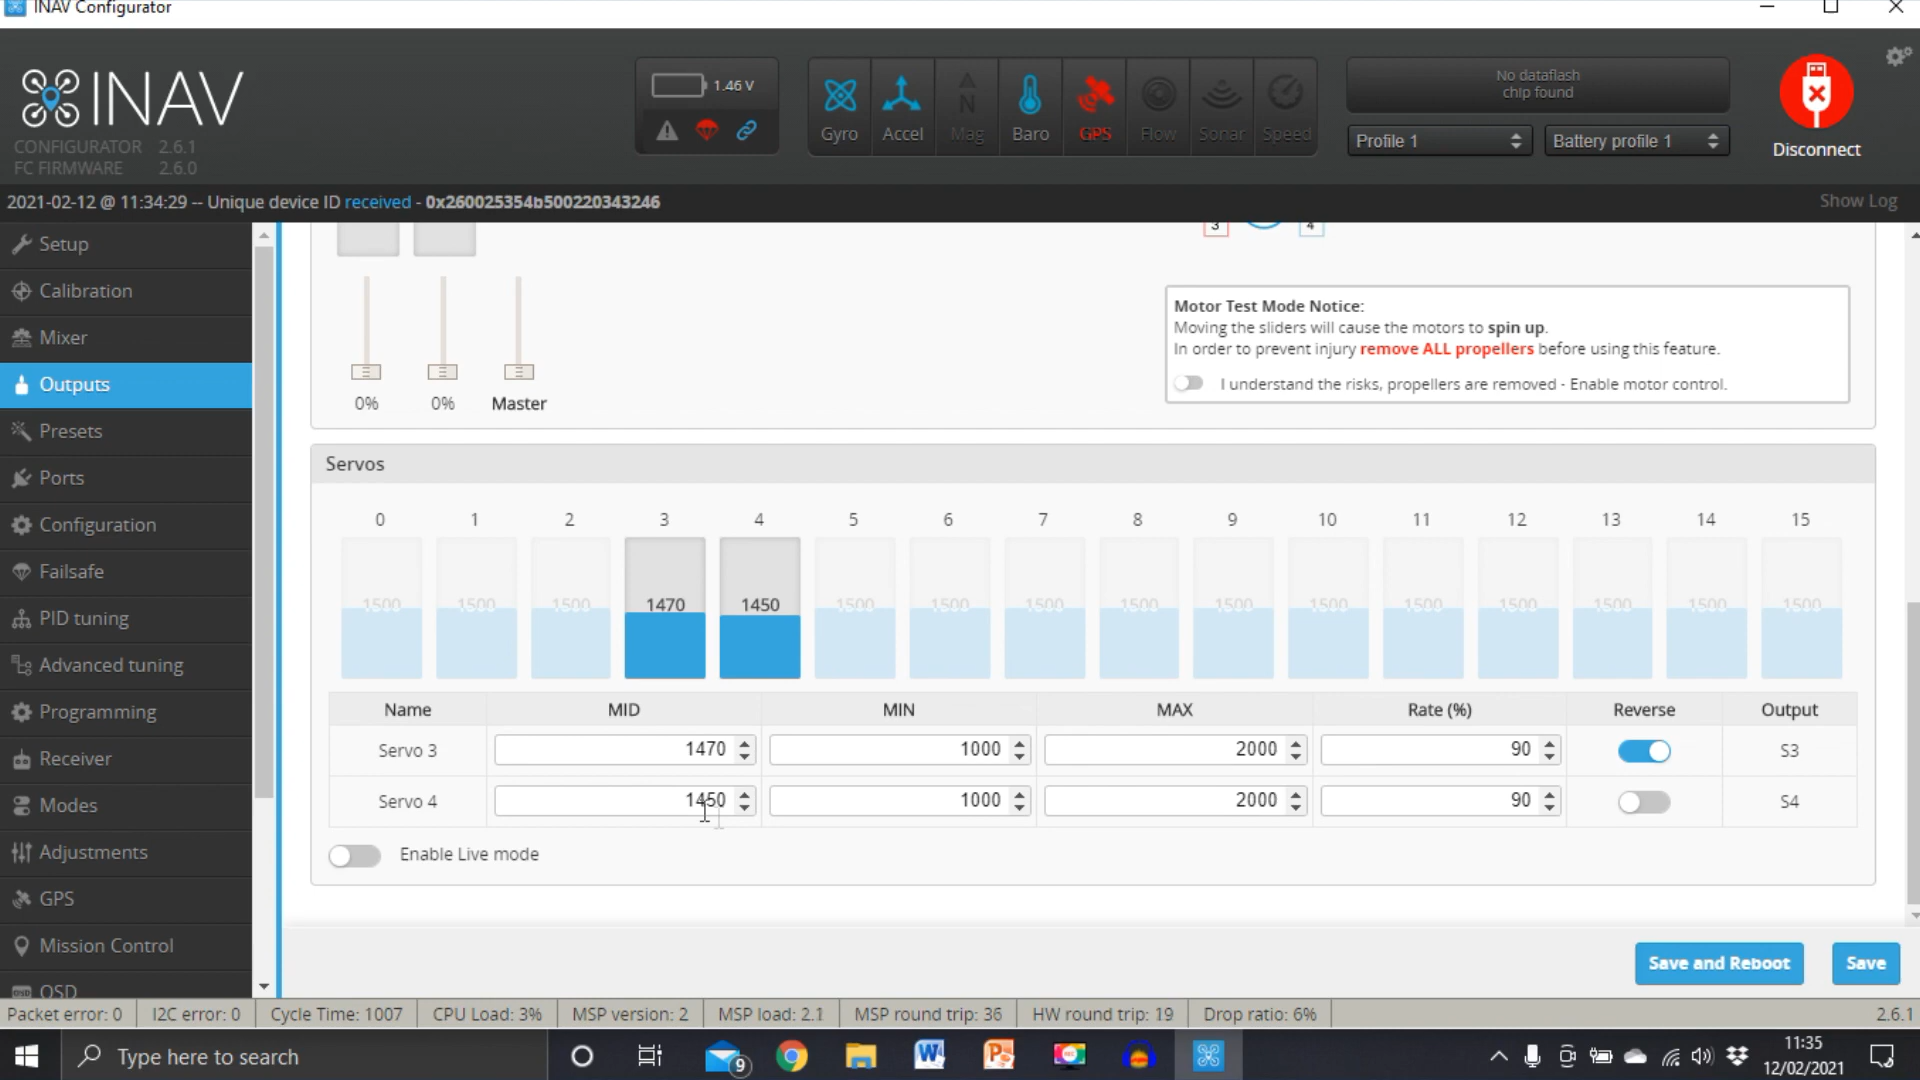 INAV Configurator
INAV
CONFIGURATOR 2.6.1
FC FIRMWARE 2.6.0
1.46 V
Gyro
Accel
Mag
Baro
GPS
Flow
Sonar
Speed
No dataflash
chip found
Profile 1
Battery profile 1
Disconnect
2021-02-12 @ 11:34:29 -- Unique device ID received - 0x260025354b500220343246
Show Log
Setup
Calibration
Mixer
Outputs
Presets
Ports
Configuration
Failsafe
PID tuning
Advanced tuning
Programming
Receiver
Modes
Adjustments
GPS
Mission Control
OSD
3 4
0% 0% Master
Motor Test Mode Notice:
Moving the sliders will cause the motors to spin up.
In order to prevent injury remove ALL propellers before using this feature.
I understand the risks, propellers are removed - Enable motor control.
Servos
0 1 2 3 4 5 6 7 8 9 10 11 12 13 14 15
1500 1500 1500 1470 1450 1500 1500 1500 1500 1500 1500 1500 1500 1500 1500 1500
Name MID MIN MAX Rate (%) Reverse Output
Servo 3 1470 1000 2000 90 S3
Servo 4 1450 1000 2000 90 S4
Enable Live mode
Save and Reboot
Save
Packet error: 0 I2C error: 0 Cycle Time: 1007 CPU Load: 3% MSP version: 2 MSP load: 2.1 MSP round trip: 36 HW round trip: 19 Drop ratio: 6% 2.6.1
Type here to search
9
11:35
12/02/2021